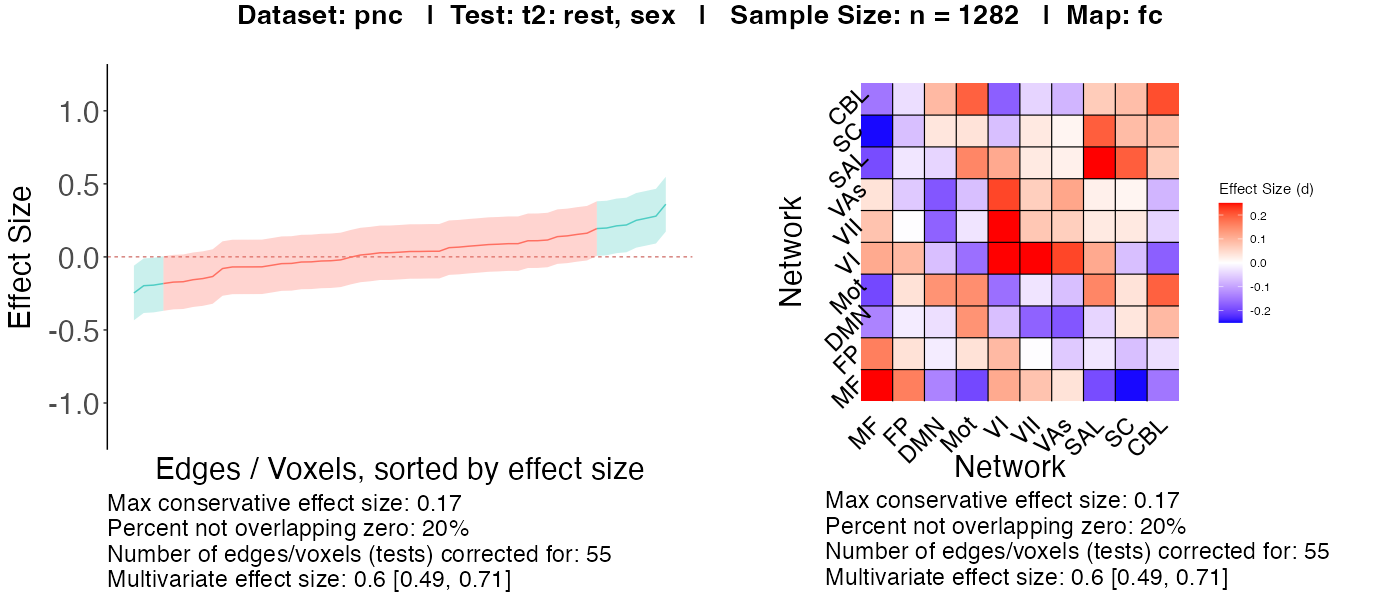 Dataset: pnc | Test: t2: rest, sex | Sample Size: n = 1282 | Map: fc
Effect Size
1.0
0.5
0.0
-0.5
-1.0
Edges / Voxels, sorted by effect size
Max conservative effect size: 0.17
Percent not overlapping zero: 20%
Number of edges/voxels (tests) corrected for: 55
Multivariate effect size: 0.6 [0.49, 0.71]
Network
CBL
SC
SAL
VAs
VII
VI
Mot
DMN
FP
MF
MF FP DMN Mot VI VII VAs SAL SC CBL
Network
Effect Size (d)
0.2
0.1
0.0
-0.1
-0.2
Max conservative effect size: 0.17
Percent not overlapping zero: 20%
Number of edges/voxels (tests) corrected for: 55
Multivariate effect size: 0.6 [0.49, 0.71]